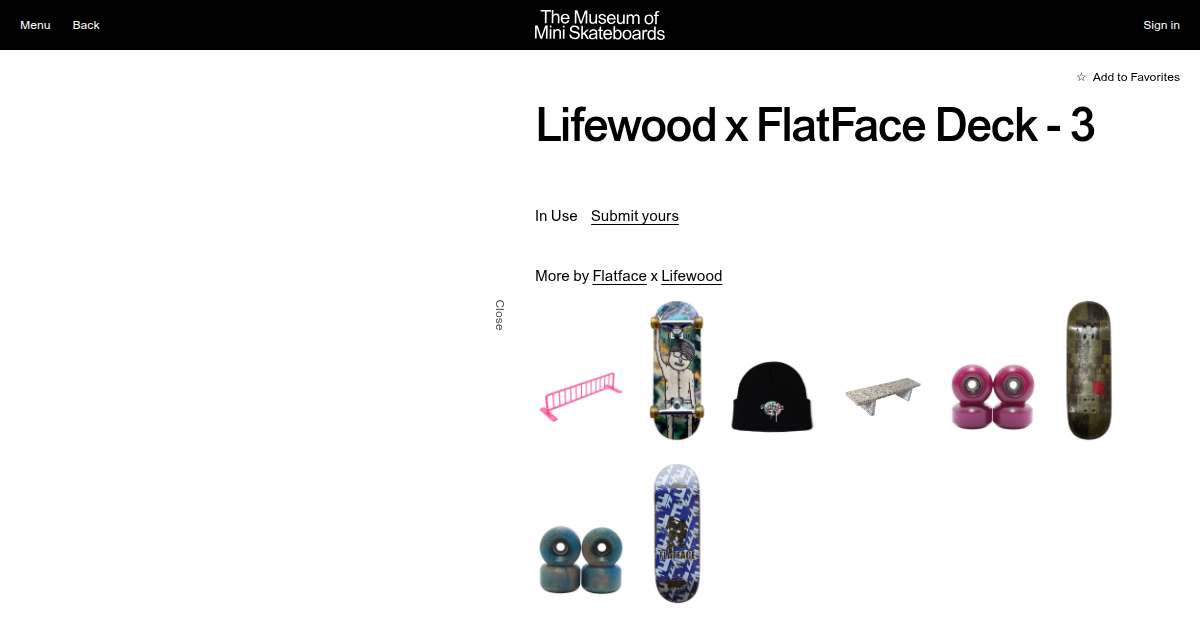 Menu Back
The Museum of
Mini Skateboards
Sign in
☆ Add to Favorites
Lifewood x FlatFace Deck - 3
In Use Submit yours
More by Flatface x Lifewood
Close
FLATFACE